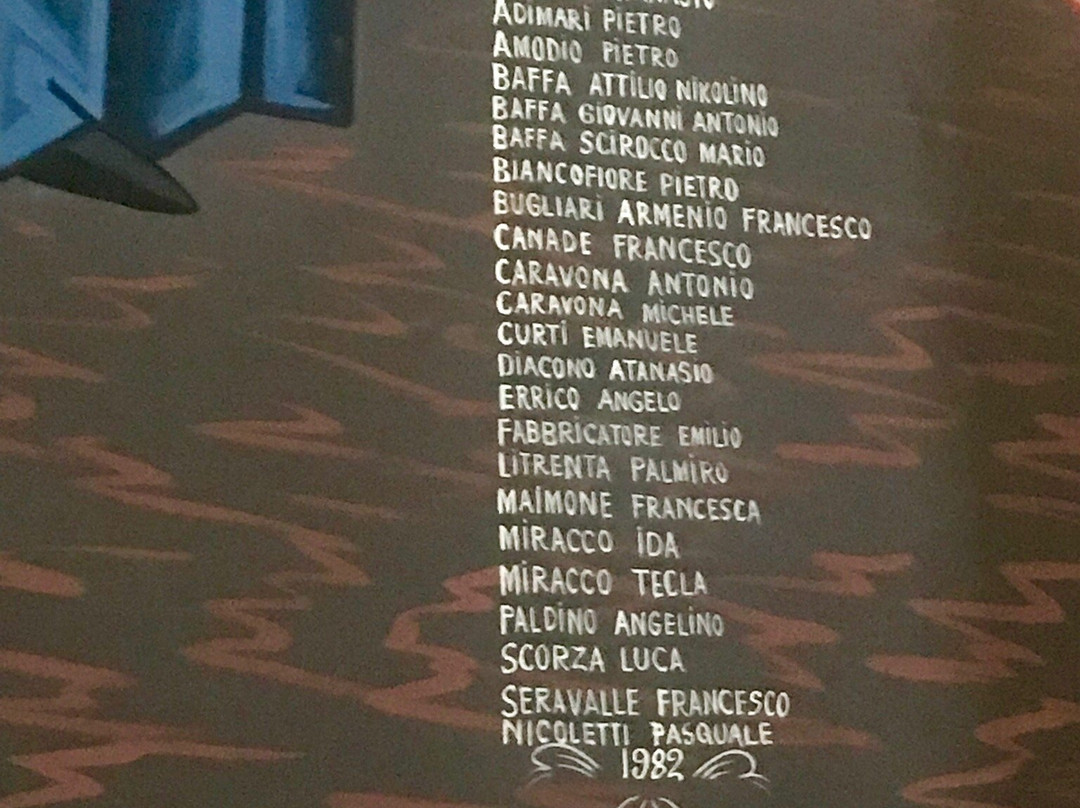 ADIMARI PIETRO
AMODIO PIETRO
BAFFA ATTILIO NIKOLINO
BAFFA GIOVANNI ANTONIO
BAFFA SCIROCCO MARIO
BIANCOFIORE PIETRO
BUGLIARI ARMENIO FRANCESCO
CANADE FRANCESCO
CARAVONA ANTONIO
CARAVONA MICHELE
CURTI EMANUELE
DIACONO ATANASIO
ERRICO ANGELO
FABBRICATORE EMILIO
LITRENTA PALMIRO
MAIMONE FRANCESCA
MIRACCO IDA
MIRACCO TECLA
PALDINO ANGELINO
SCORZA LUCA
SERAVALLE FRANCESCO
NICOLETTI PASQUALE
1982